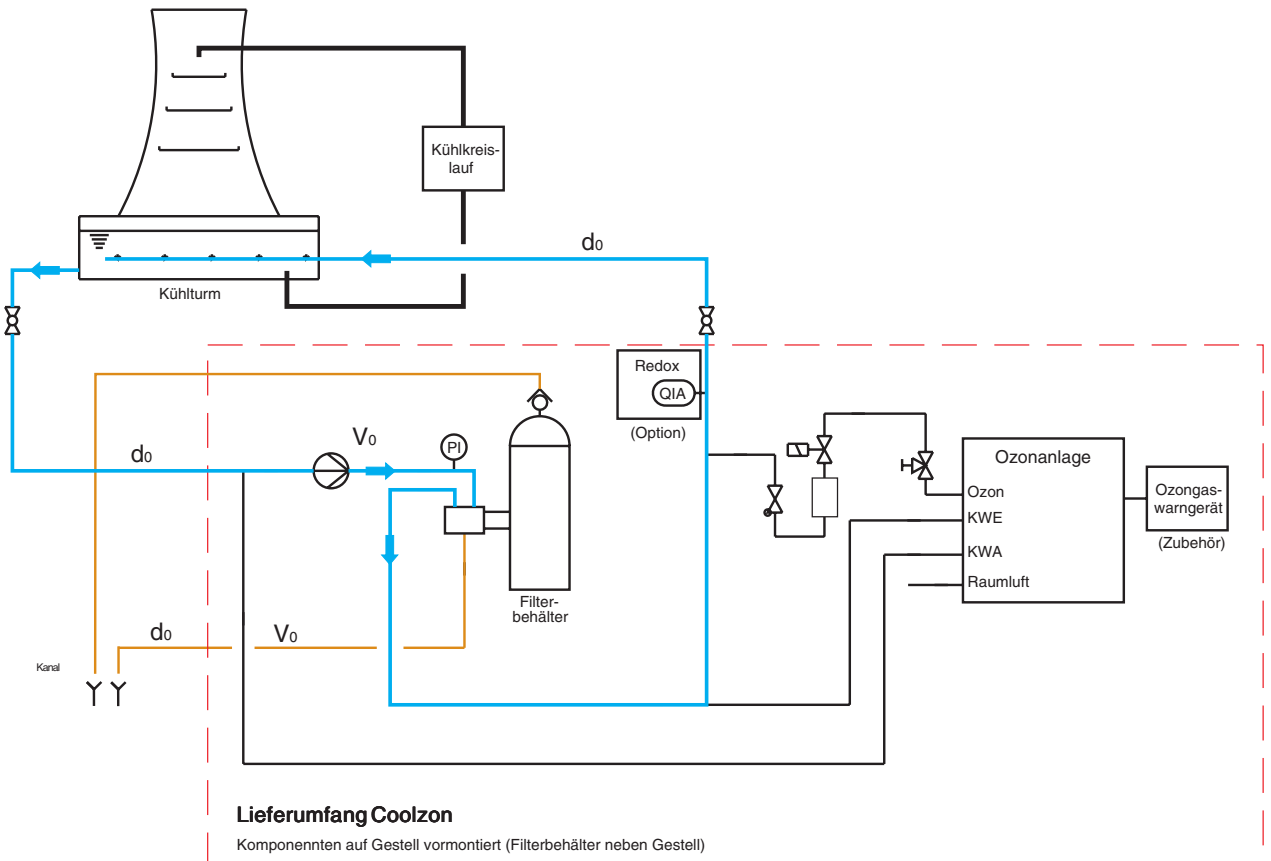 Kühlkreis-
lauf
d₀
Kühlturm
Redox
QIA
(Option)
V₀
PI
d₀
Ozonanlage
Ozon
KWE
KWA
Raumluft
Ozongas-
warngerät
(Zubehör)
Filter-
behälter
d₀
V₀
Kanal
Lieferumfang Coolzon
Komponennten auf Gestell vormontiert (Filterbehälter neben Gestell)